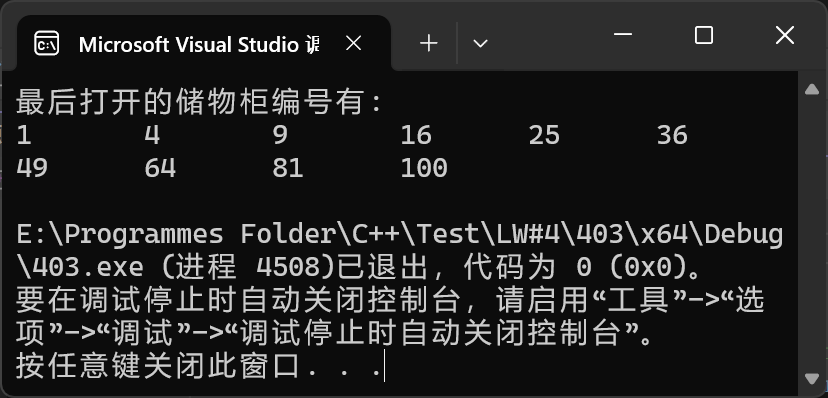 Microsoft Visual Studio 调
最后打开的储物柜编号有:
1 4 9 16 25 36
49 64 81 100
E:\Programmes Folder\C++\Test\LW#4\403\x64\Debug
\403.exe (进程 4508)已退出，代码为 0 (0x0)。
要在调试停止时自动关闭控制台，请启用“工具”->“选
项”->“调试”->“调试停止时自动关闭控制台”。
按任意键关闭此窗口. . .